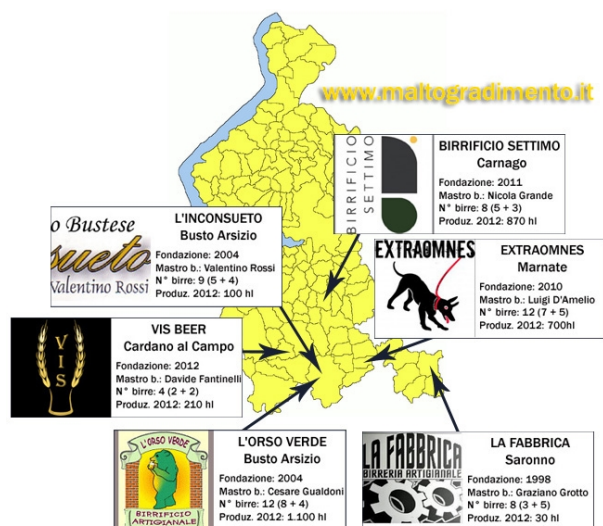 www.maltogradimento.it
BIRRIFICIO
SETTIMO
BIRRIFICIO SETTIMO
Carnago
Fondazione: 2011
Mastro b.: Nicola Grande
N° birre: 8 (5 + 3)
Produz. 2012: 870 hl
o Bustese
sueto
Valentino Rossi
L'INCONSUETO
Busto Arsizio
Fondazione: 2004
Mastro b.: Valentino Rossi
N° birre: 9 (5 + 4)
Produz. 2012: 100 hl
EXTRAOMNES
EXTRAOMNES
Marnate
Fondazione: 2010
Mastro b.: Luigi D'Amelio
N° birre: 12 (7 + 5)
Produz. 2012: 700hl
VIS
VIS BEER
Cardano al Campo
Fondazione: 2012
Mastro b.: Davide Fantinelli
N° birre: 4 (2 + 2)
Produz. 2012: 210 hl
L'ORSO VERDE
BIRRIFICIO
ARTIGIANALE
L'ORSO VERDE
Busto Arsizio
Fondazione: 2004
Mastro b.: Cesare Gualdoni
N° birre: 12 (8 + 4)
Produz. 2012: 1.100 hl
LA FABBRICA
BIRRERIA ARTIGIANALE
LA FABBRICA
Saronno
Fondazione: 1998
Mastro b.: Graziano Grotto
N° birre: 8 (3 + 5)
Produz. 2012: 30 hl